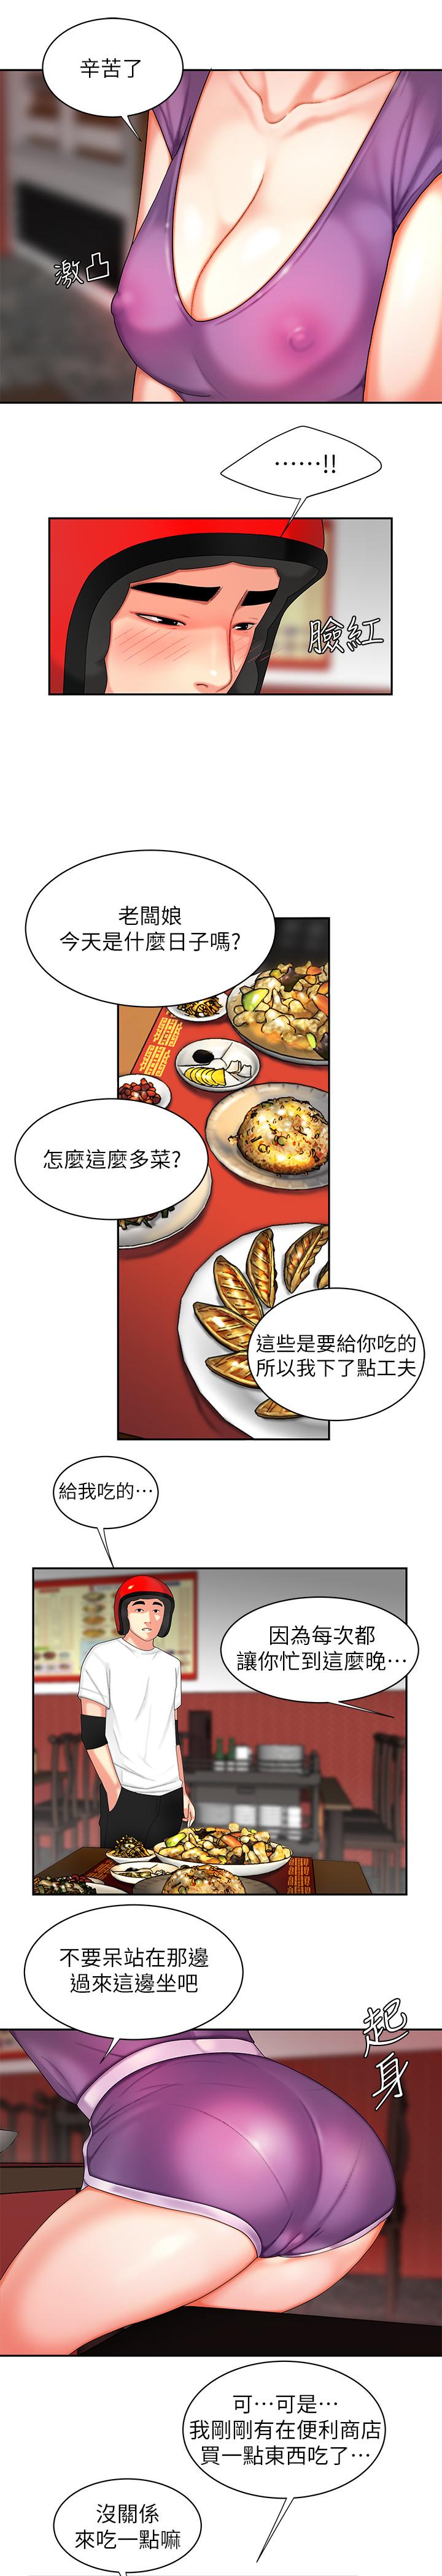 辛苦了
激凸
⋯⋯!!
臉紅
老闆娘
今天是什麼日子嗎?
怎麼這麼多菜?
這些是要給你吃的
所以我下了點工夫
給我吃的⋯
因為每次都
讓你忙到這麼晚⋯
不要呆站在那邊
過來這邊坐吧
起身
可⋯可是⋯
我剛剛有在便利商店
買一點東西吃了⋯
沒關係
來吃一點嘛